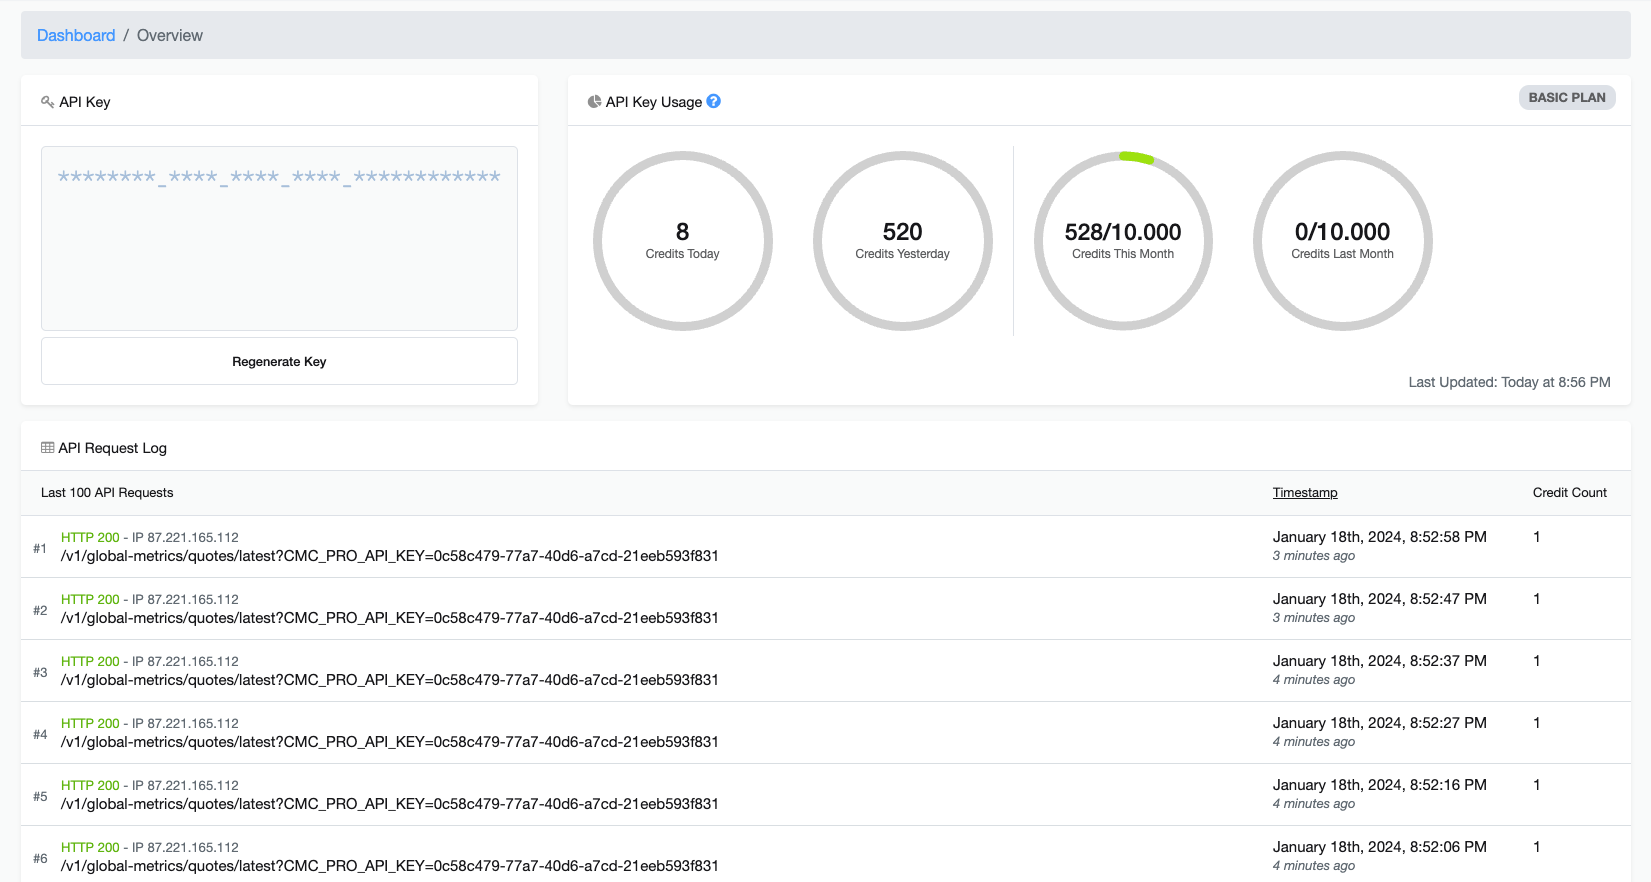 Dashboard / Overview
API Key
********_****_****_****_************
Regenerate Key
API Key Usage ?
BASIC PLAN
8
Credits Today
520
Credits Yesterday
528/10.000
Credits This Month
0/10.000
Credits Last Month
Last Updated: Today at 8:56 PM
API Request Log
Last 100 API Requests Timestamp Credit Count
#1
HTTP 200 - IP 87.221.165.112
/v1/global-metrics/quotes/latest?CMC_PRO_API_KEY=0c58c479-77a7-40d6-a7cd-21eeb593f831
January 18th, 2024, 8:52:58 PM
3 minutes ago
1
#2
HTTP 200 - IP 87.221.165.112
/v1/global-metrics/quotes/latest?CMC_PRO_API_KEY=0c58c479-77a7-40d6-a7cd-21eeb593f831
January 18th, 2024, 8:52:47 PM
3 minutes ago
1
#3
HTTP 200 - IP 87.221.165.112
/v1/global-metrics/quotes/latest?CMC_PRO_API_KEY=0c58c479-77a7-40d6-a7cd-21eeb593f831
January 18th, 2024, 8:52:37 PM
4 minutes ago
1
#4
HTTP 200 - IP 87.221.165.112
/v1/global-metrics/quotes/latest?CMC_PRO_API_KEY=0c58c479-77a7-40d6-a7cd-21eeb593f831
January 18th, 2024, 8:52:27 PM
4 minutes ago
1
#5
HTTP 200 - IP 87.221.165.112
/v1/global-metrics/quotes/latest?CMC_PRO_API_KEY=0c58c479-77a7-40d6-a7cd-21eeb593f831
January 18th, 2024, 8:52:16 PM
4 minutes ago
1
#6
HTTP 200 - IP 87.221.165.112
/v1/global-metrics/quotes/latest?CMC_PRO_API_KEY=0c58c479-77a7-40d6-a7cd-21eeb593f831
January 18th, 2024, 8:52:06 PM
4 minutes ago
1